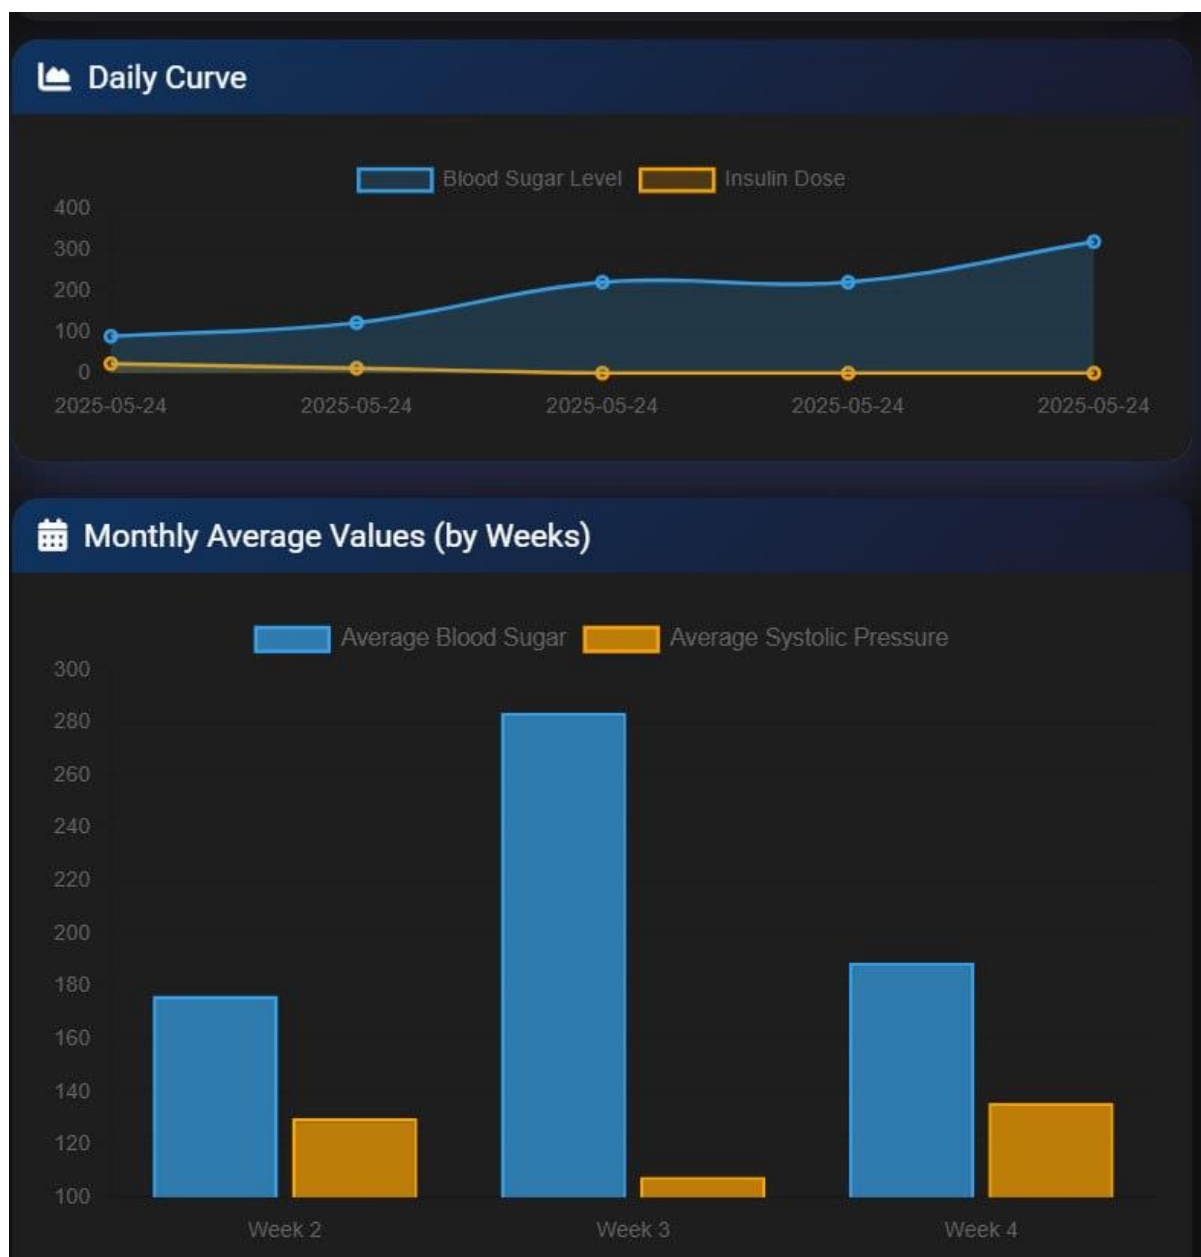 Daily Curve
Blood Sugar Level Insulin Dose
400
300
200
100
0
2025-05-24 2025-05-24 2025-05-24 2025-05-24 2025-05-24
Monthly Average Values (by Weeks)
Average Blood Sugar Average Systolic Pressure
300
280
260
240
220
200
180
160
140
120
100
Week 2 Week 3 Week 4